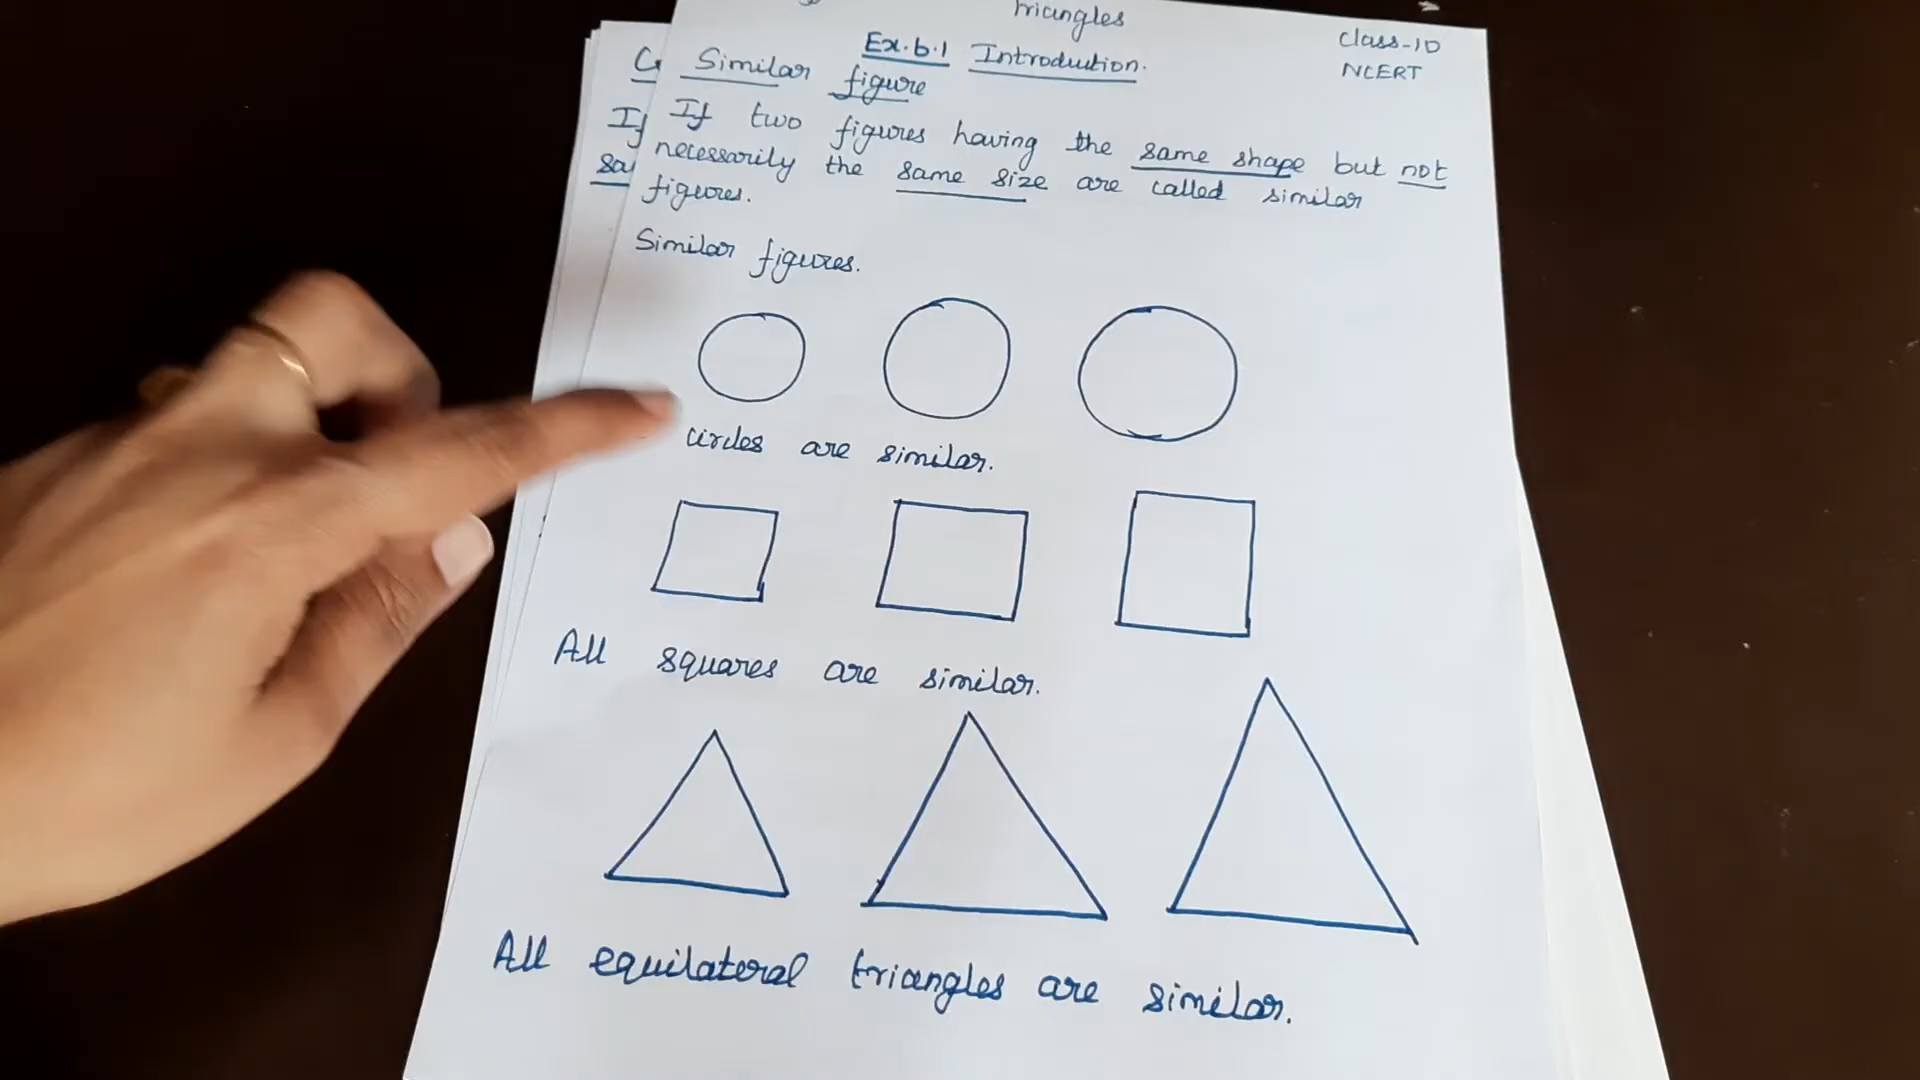 Triangles
Class-10
Ex.6.1 Introduction.
NCERT
Similar figure
If two figures having the same shape but not
necessarily the same size are called similar
figures.
Similar figures.
circles are similar.
All squares are similar.
All equilateral triangles are similar.
If